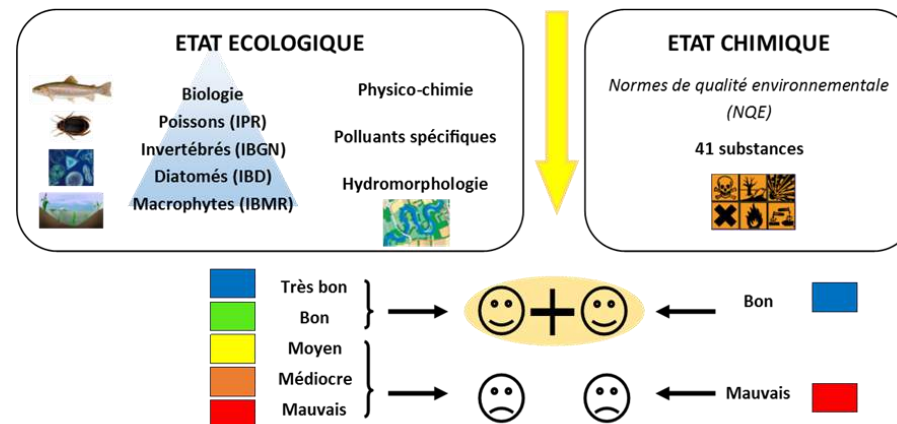 ETAT ECOLOGIQUE
Biologie
Poissons (IPR)
Invertébrés (IBGN)
Diatomés (IBD)
Macrophytes (IBMR)
Physico-chimie
Polluants spécifiques
Hydromorphologie
ETAT CHIMIQUE
Normes de qualité environnementale
(NQE)
41 substances
Très bon
Bon
Moyen
Médiocre
Mauvais
Bon
Mauvais